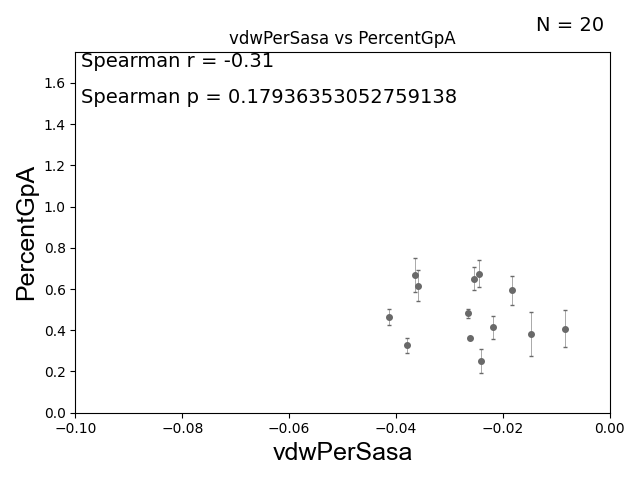 N = 20
vdwPerSasa vs PercentGpA
Spearman r = -0.31
Spearman p = 0.17936353052759138
1.6
1.4
1.2
1.0
0.8
0.6
0.4
0.2
0.0
PercentGpA
−0.10 −0.08 −0.06 −0.04 −0.02 0.00
vdwPerSasa